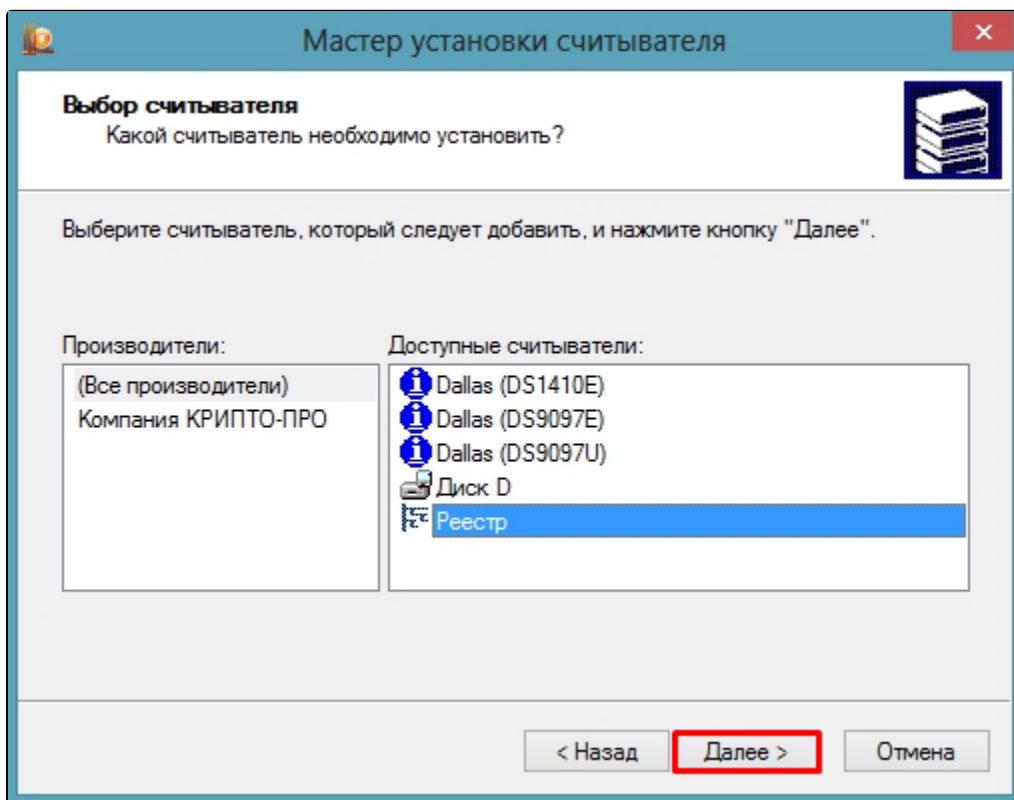 Мастер установки считывателя
Выбор считывателя
Какой считыватель необходимо установить?
Выберите считыватель, который следует добавить, и нажмите кнопку "Далее".
Производители:
(Все производители)
Компания КРИПТО-ПРО
Доступные считыватели:
Dallas (DS1410E)
Dallas (DS9097E)
Dallas (DS9097U)
Диск D
Реестр
< Назад
Далее >
Отмена